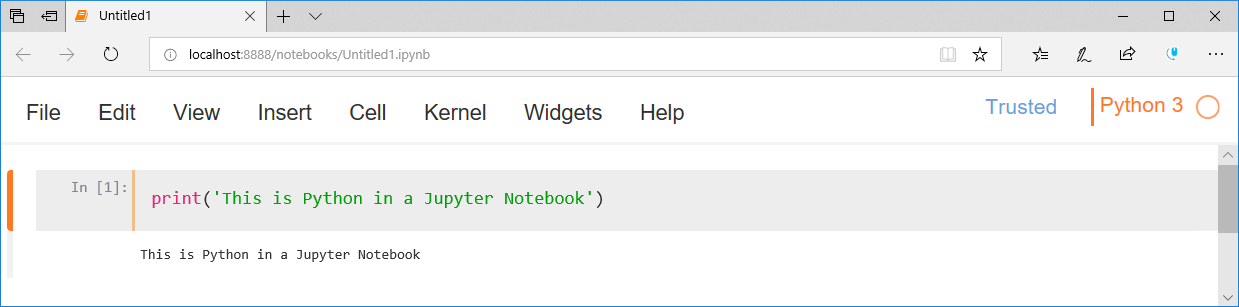 Untitled1
localhost:8888/notebooks/Untitled1.ipynb
File Edit View Insert Cell Kernel Widgets Help Trusted Python 3
In [1]: print('This is Python in a Jupyter Notebook')
This is Python in a Jupyter Notebook